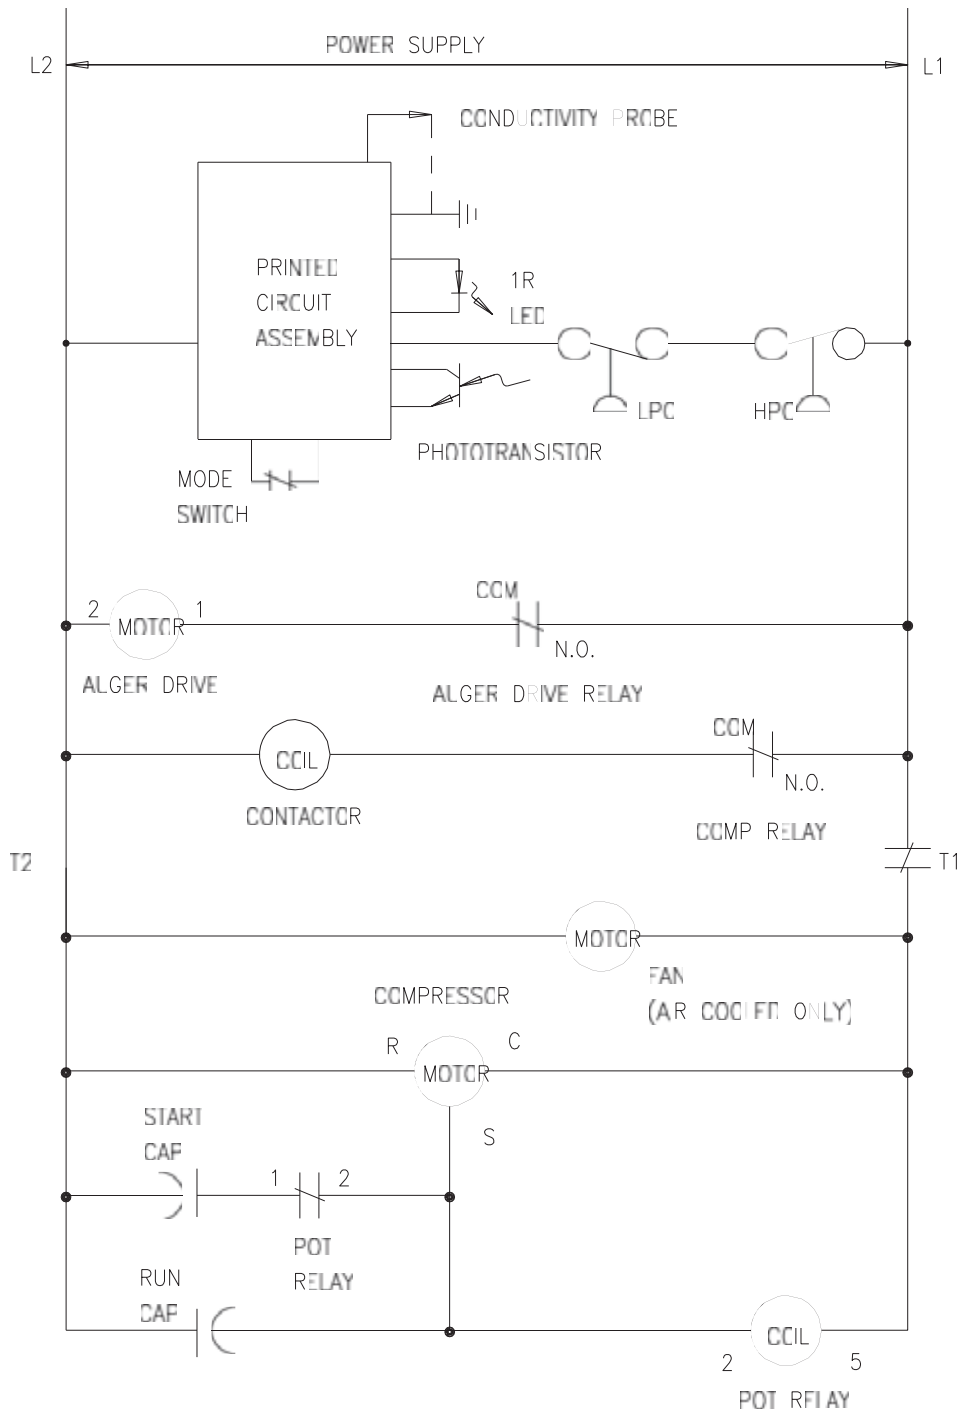 POWER SUPPLY
L2
L1
CONDUCTIVITY PROBE
PRINTED
CIRCUIT
ASSEMBLY
1R
LED
LPC
HPC
PHOTOTRANSISTOR
MODE
SWITCH
COM
2 MOTOR 1
N.O.
ALGER DRIVE
ALGER DRIVE RELAY
COM
COIL
N.O.
CONTACTOR
COMP RELAY
T2
T1
MOTOR
FAN
(AR COOLED ONLY)
COMPRESSOR
R
C
MOTOR
S
START
CAP
1 2
POT
RELAY
RUN
CAP
COIL
2 5
POT RELAY